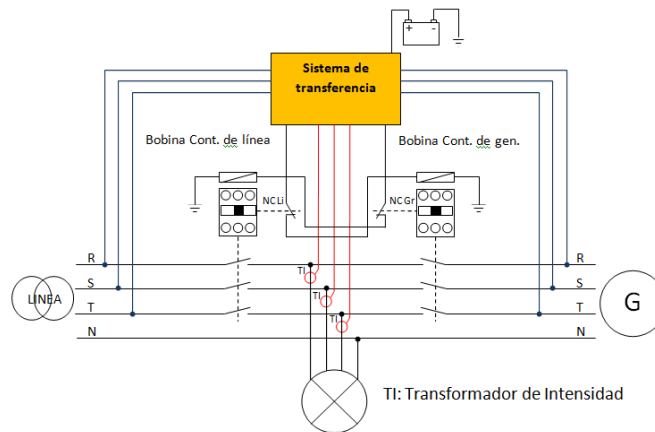 + -
Sistema de
transferencia
Bobina Cont. de línea
Bobina Cont. de gen.
NC Li
NC Gr
R
R
TI
S
S
TI
LINEA
T
T
G
TI
N
N
TI: Transformador de Intensidad